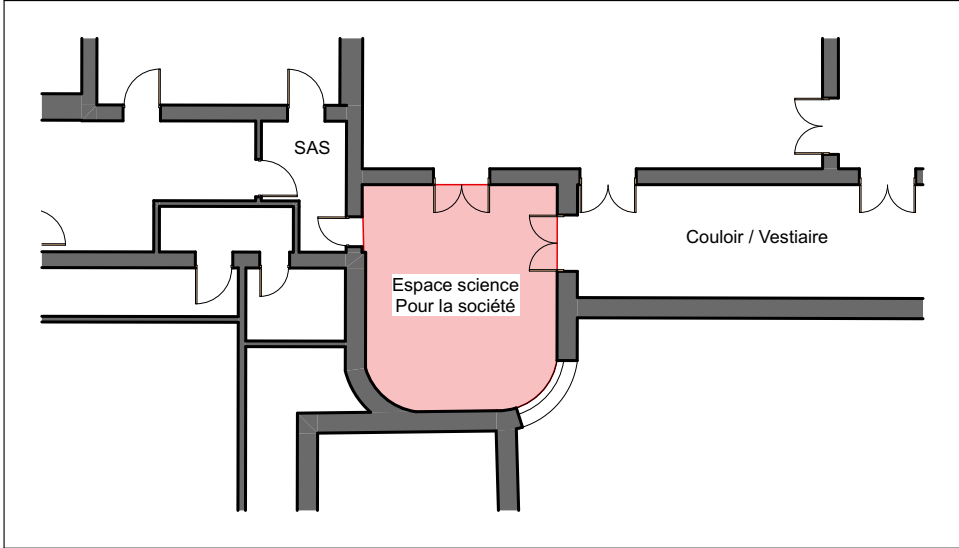 SAS
Couloir / Vestiaire
Espace science
Pour la société